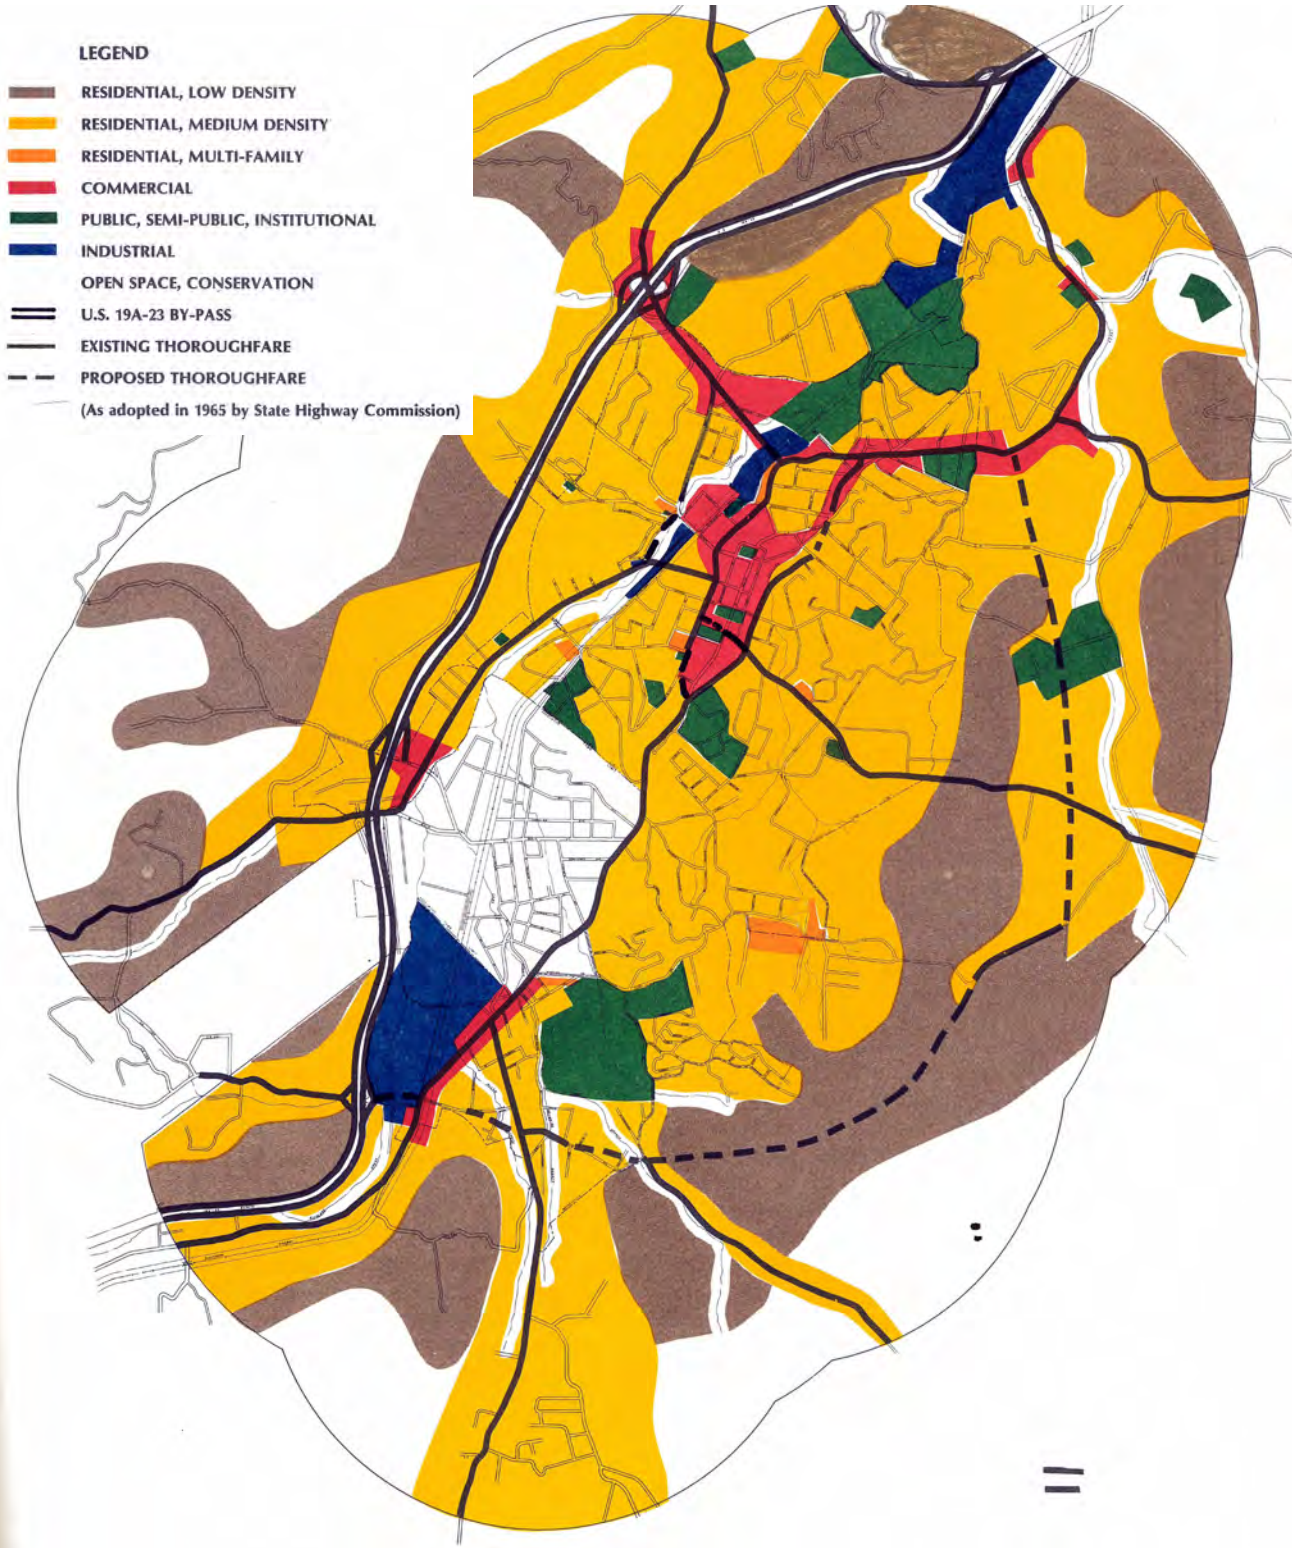 LEGEND
RESIDENTIAL, LOW DENSITY
RESIDENTIAL, MEDIUM DENSITY
RESIDENTIAL, MULTI-FAMILY
COMMERCIAL
PUBLIC, SEMI-PUBLIC, INSTITUTIONAL
INDUSTRIAL
OPEN SPACE, CONSERVATION
U.S. 19A-23 BY-PASS
EXISTING THOROUGHFARE
PROPOSED THOROUGHFARE
(As adopted in 1965 by State Highway Commission)